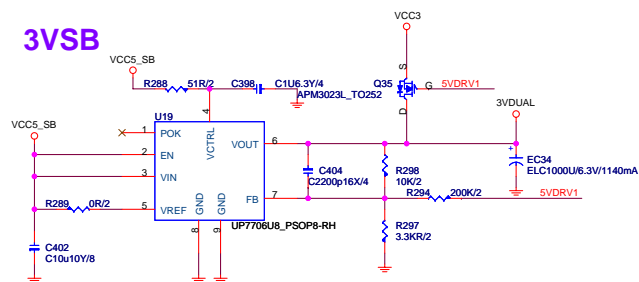 3VSB
VCC3
VCC5_SB
R288 51R/2
C398 C1U6.3Y/4
APM3023L_TO252
Q35
S
G
D
5VDRV1
3VDUAL
VCC5_SB
U19
4
VCTRL
1 POK
2 EN
3 VIN
5 VREF
VOUT 6
FB 7
GND
GND
8
9
UP7706U8_PSOP8-RH
R289 0R/2
C402
C10u10Y/8
C404
C2200p16X/4
R298
10K/2
R294 200K/2
5VDRV1
R297
3.3KR/2
+
EC34
ELC1000U/6.3V/1140mA